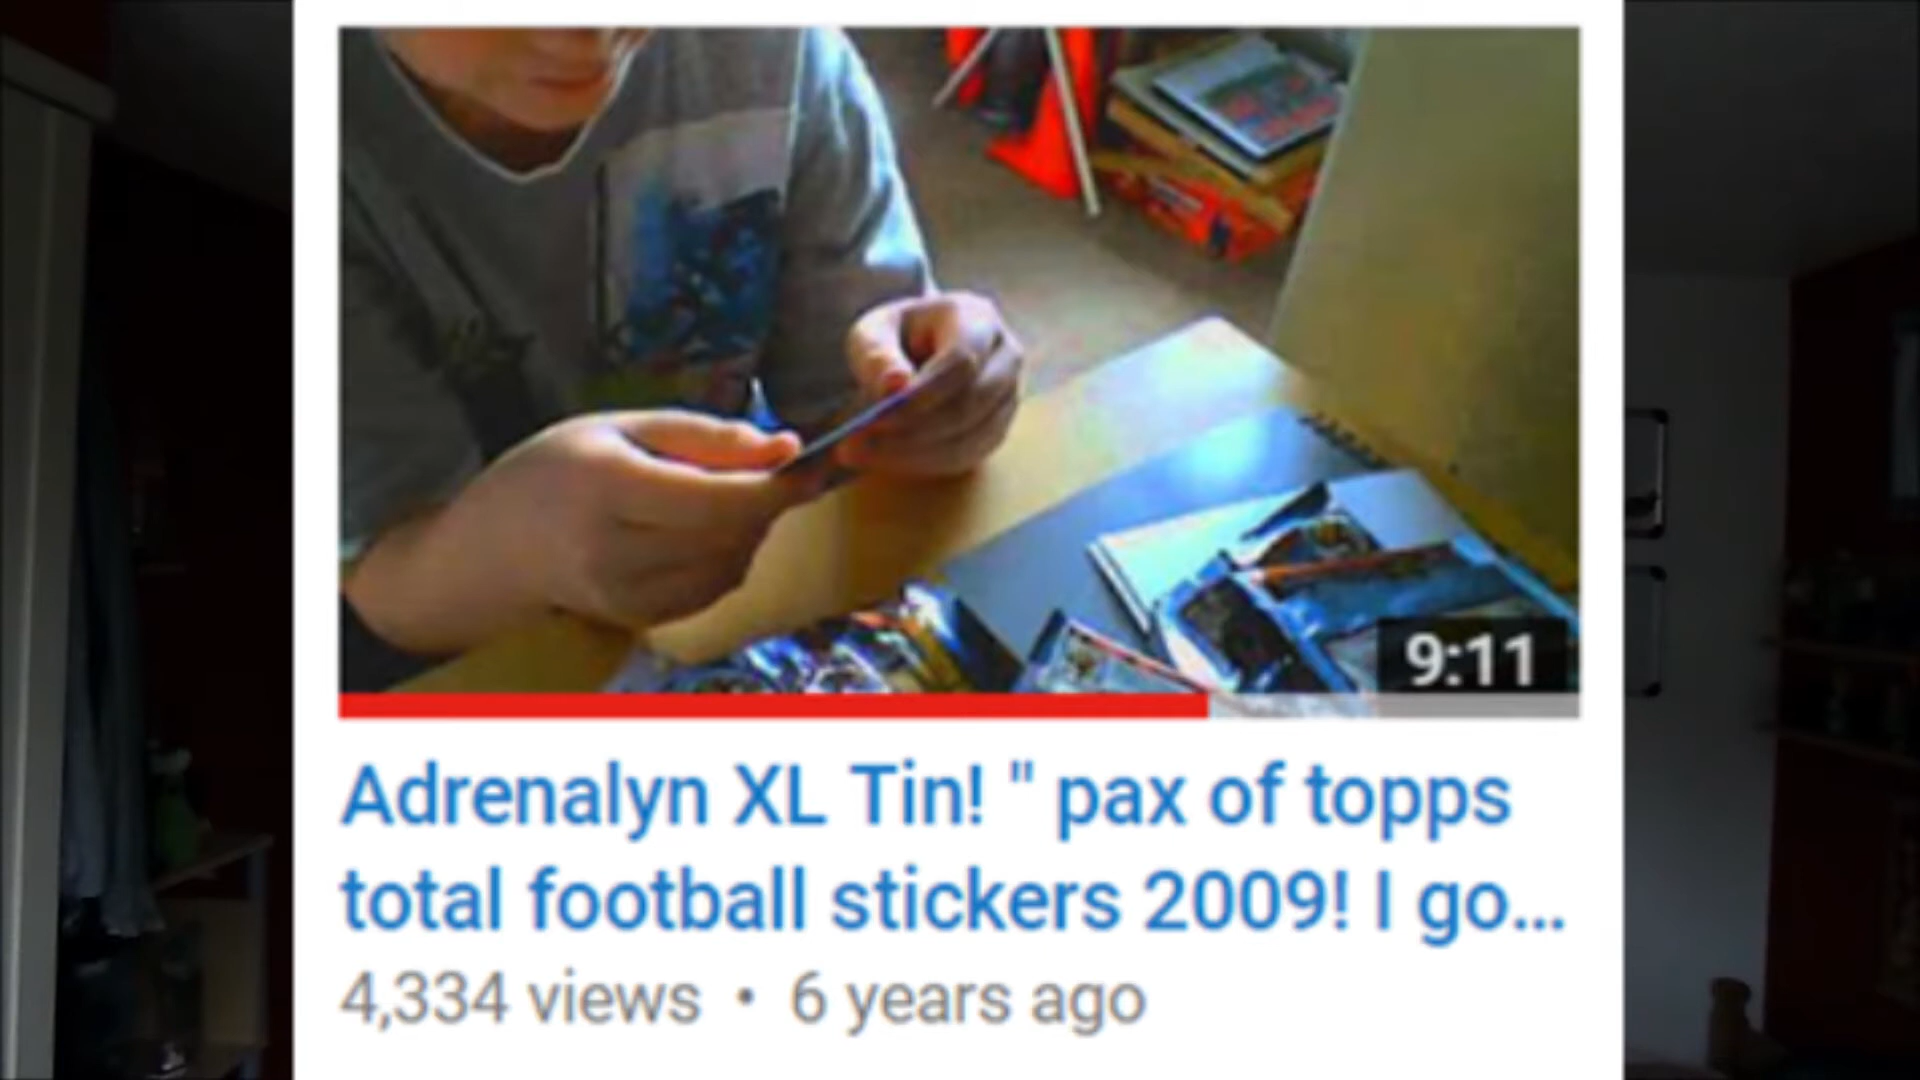 9:11
Adrenalyn XL Tin! " pax of topps
total football stickers 2009! I go...
4,334 views • 6 years ago